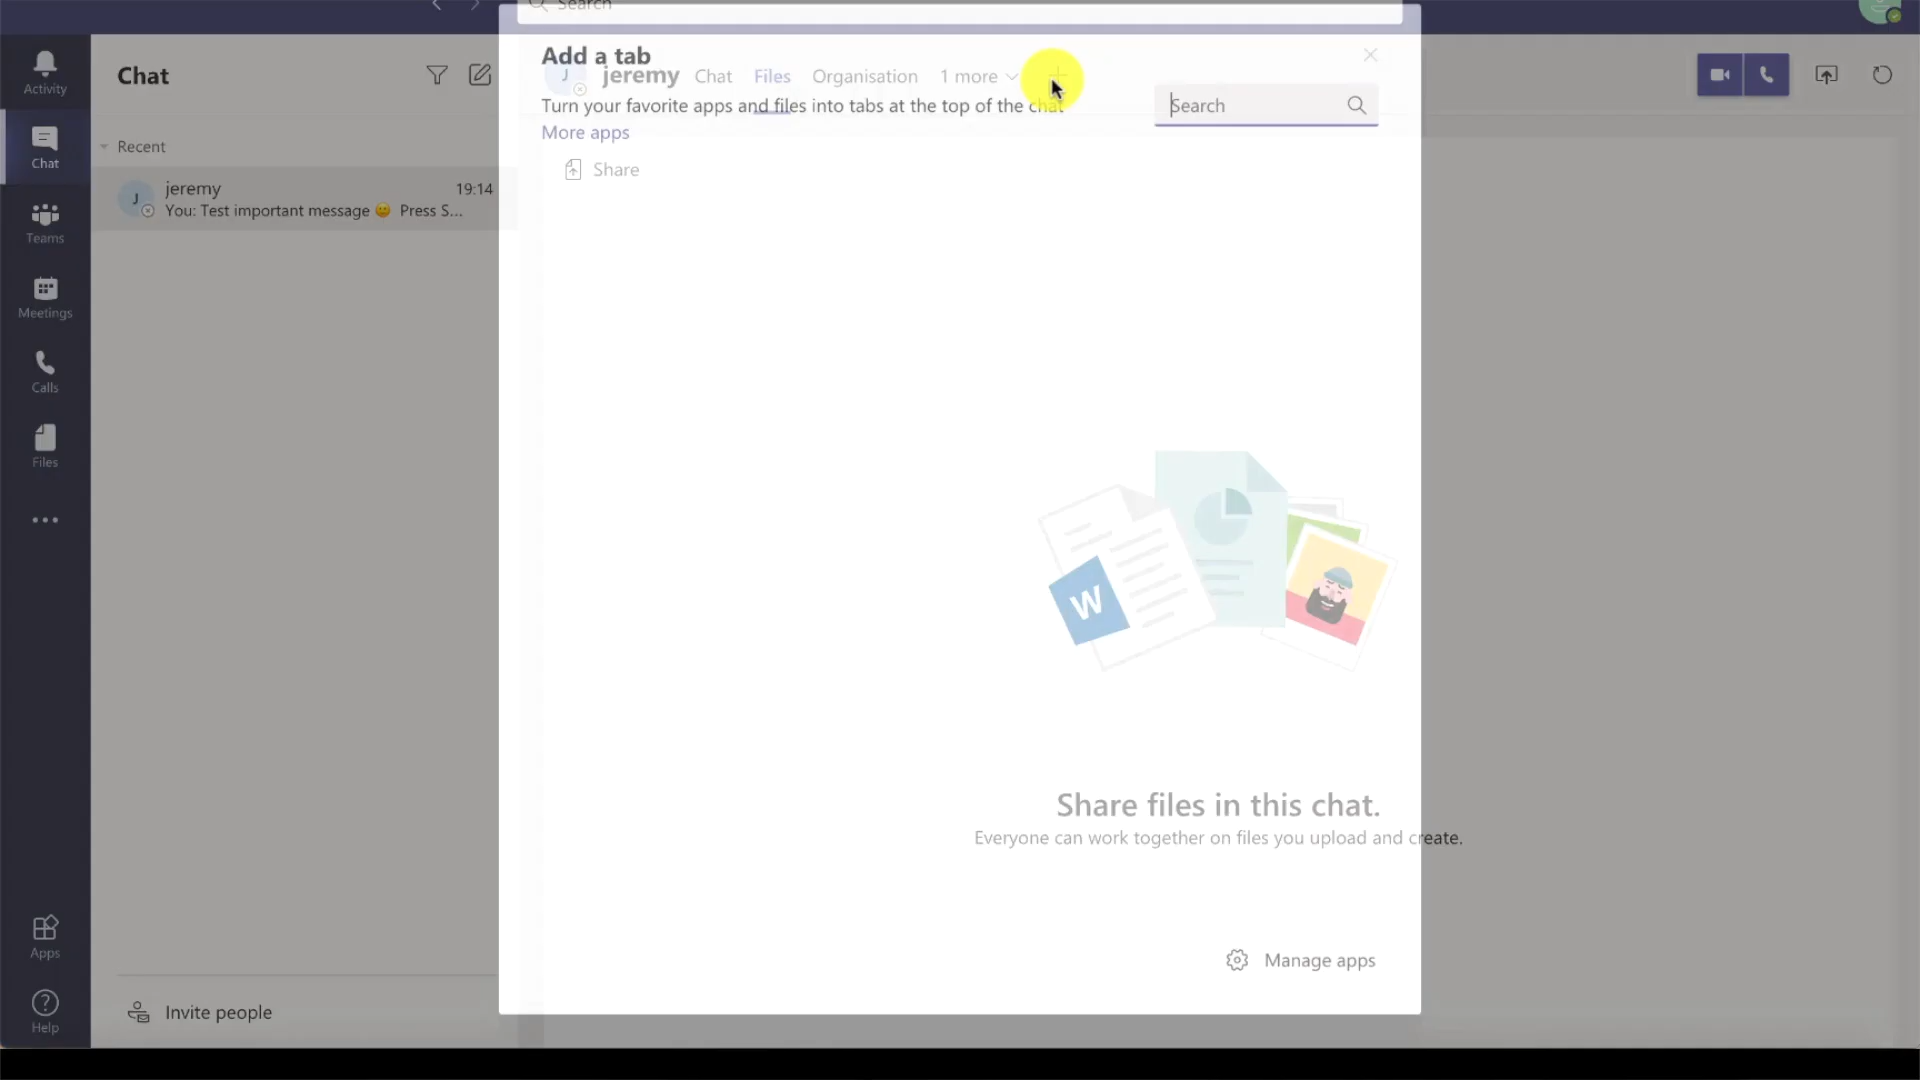 Search
Activity
Chat
Teams
Meetings
Calls
Files
Apps
Help
Chat
Recent
J
jeremy
19:14
You: Test important message 😀 Press S...
Invite people
Add a tab
J
jeremy
Chat
Files
Organisation
1 more
Turn your favorite apps and files into tabs at the top of the chat
Search
More apps
Share
W
Share files in this chat.
Everyone can work together on files you upload and create.
Manage apps